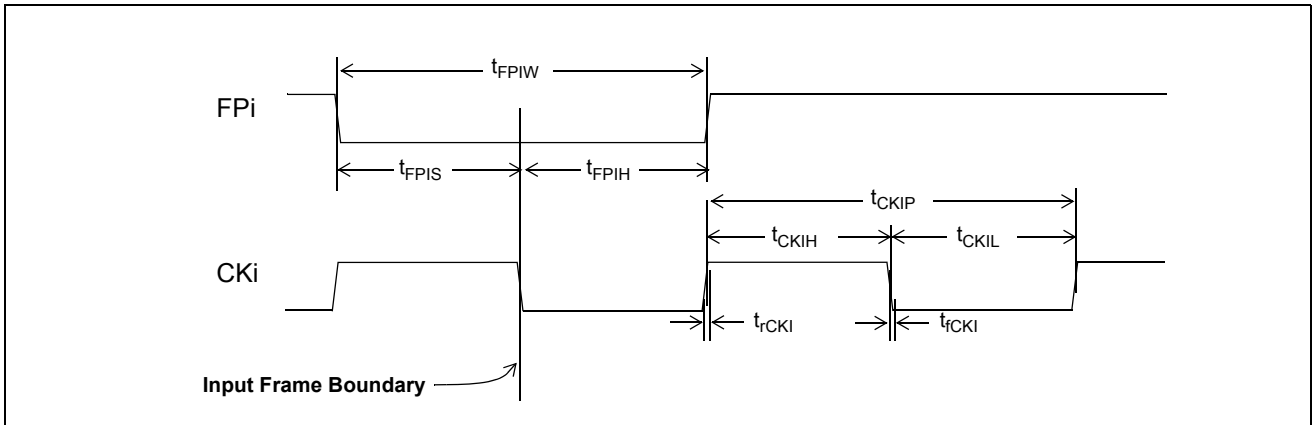 tFPIW
FPi
tFPIS
tFPIH
tCKIP
tCKIH
tCKIL
CKi
trCKI
tfCKI
Input Frame Boundary